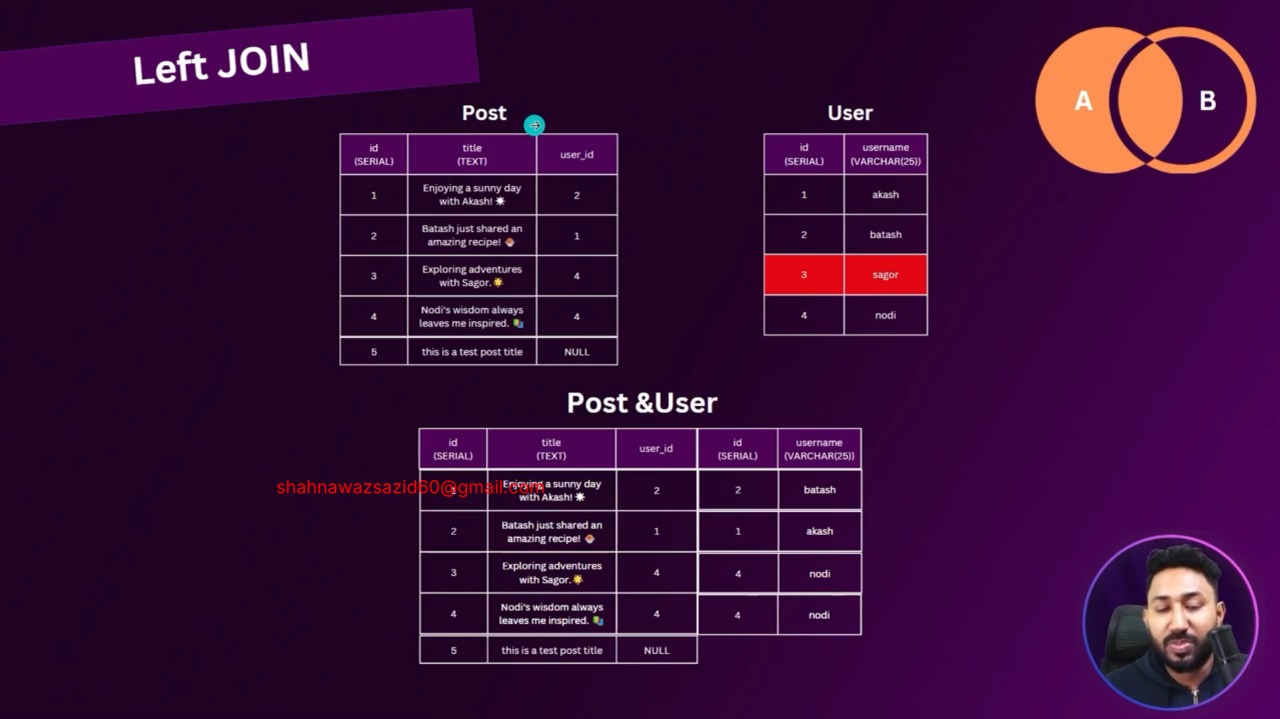 Left JOIN
A
B
Post
id
(SERIAL)
title
(TEXT)
user_id
1
Enjoying a sunny day
with Akash!
2
2
Batash just shared an
amazing recipe!
1
3
Exploring adventures
with Sagor.
4
4
Nodi's wisdom always
leaves me inspired.
4
5
this is a test post title
NULL
User
id
(SERIAL)
username
(VARCHAR(25))
1
akash
2
batash
3
sagor
4
nodi
Post &User
id
(SERIAL)
title
(TEXT)
user_id
id
(SERIAL)
username
(VARCHAR(25))
shahnawazsazid60@gmail.com
1
Enjoying a sunny day
with Akash!
2
2
batash
2
Batash just shared an
amazing recipe!
1
1
akash
3
Exploring adventures
with Sagor.
4
4
nodi
4
Nodi's wisdom always
leaves me inspired.
4
4
nodi
5
this is a test post title
NULL